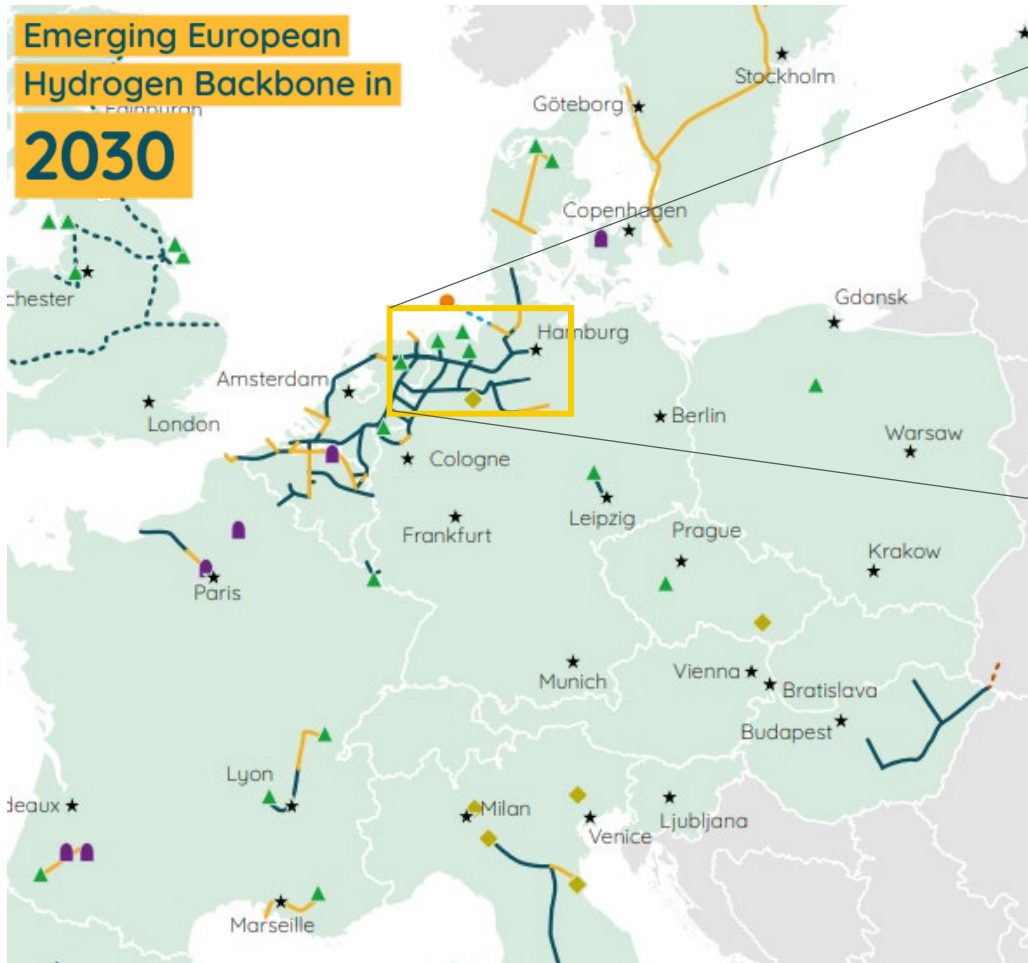 Emerging European
Hydrogen Backbone in
2030
Edinburgh
Stockholm
Göteborg
Copenhagen
chester
Gdansk
Hamburg
Amsterdam
London
Berlin
Warsaw
Cologne
Leipzig
Frankfurt
Prague
Krakow
Paris
Munich
Vienna
Bratislava
Budapest
Lyon
deaux
Milan
Venice
Ljubljana
Marseille